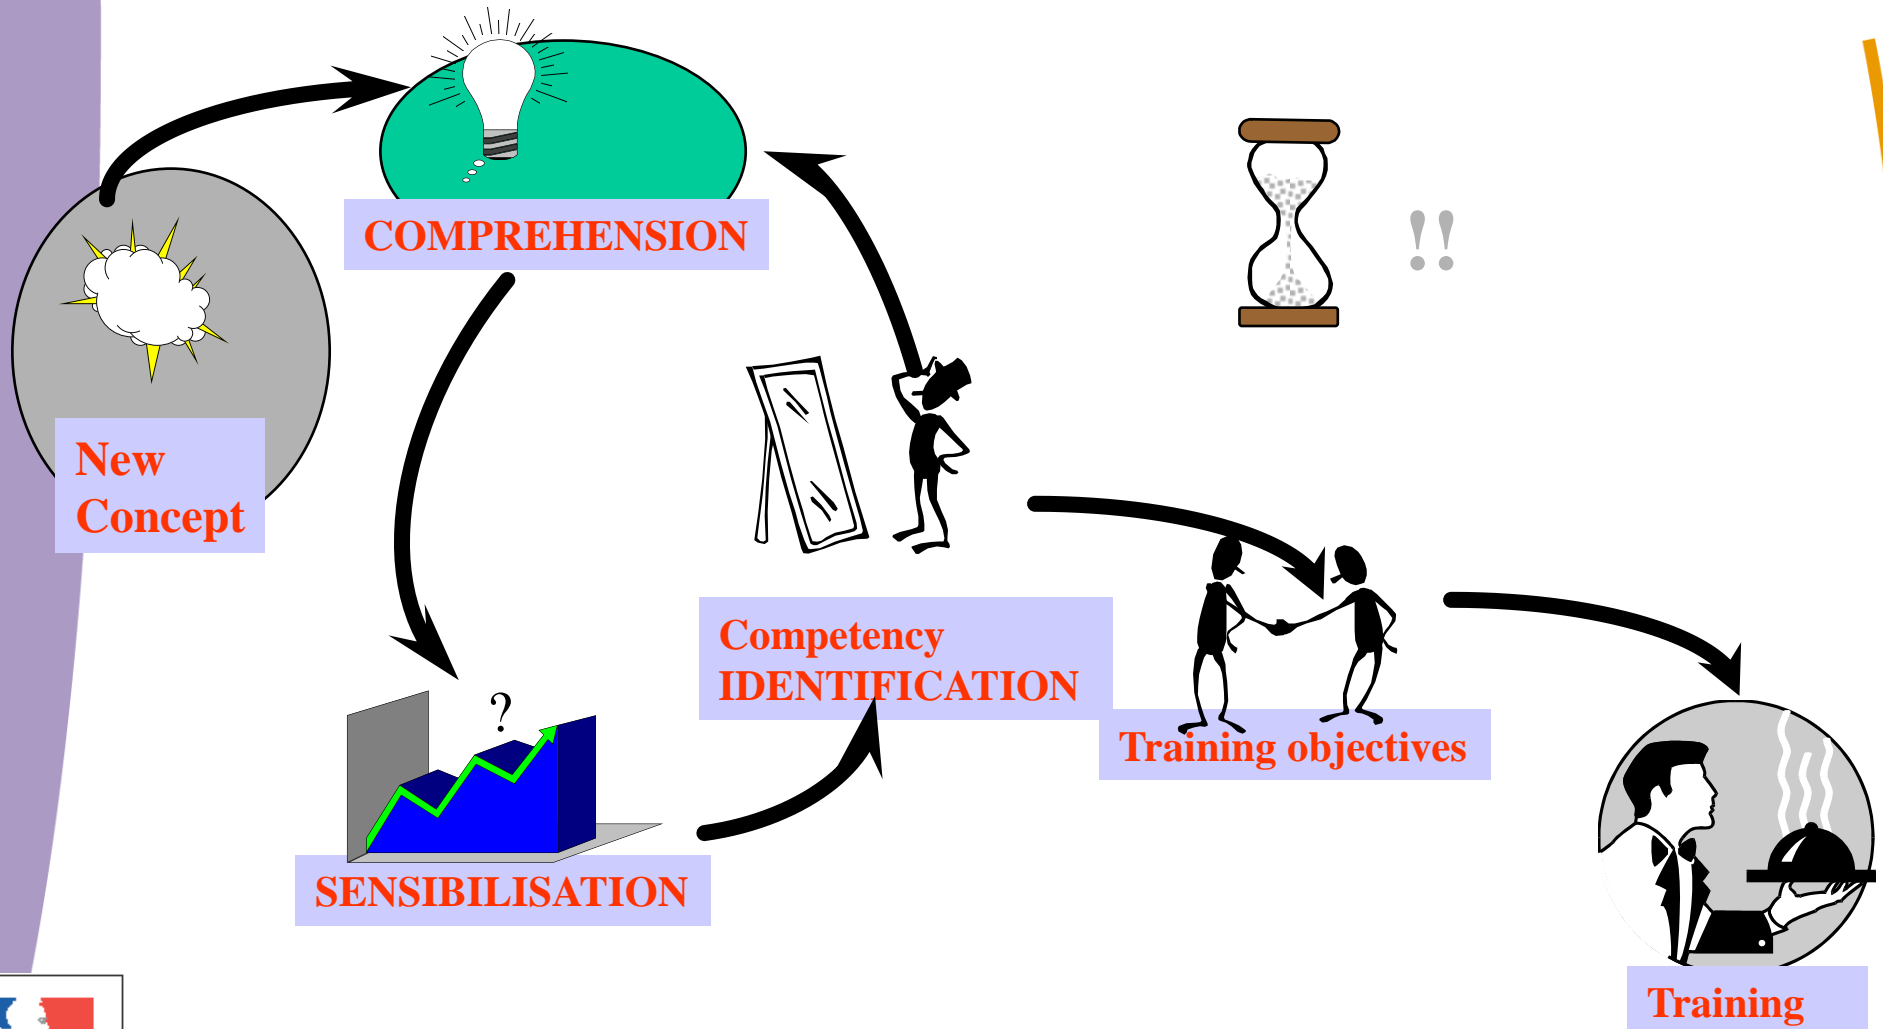 COMPREHENSION
!!
New
Concept
Competency
IDENTIFICATION
?
Training objectives
SENSIBILISATION
Training